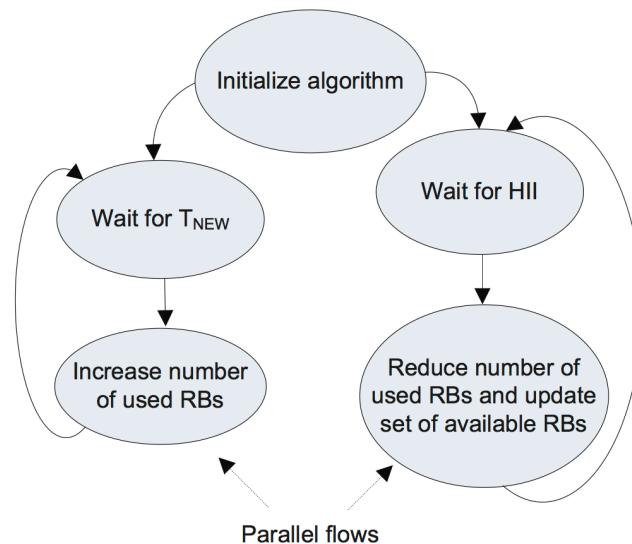 Initialize algorithm
Wait for TNEW
Wait for HII
Increase number
of used RBs
Reduce number of
used RBs and update
set of available RBs
Parallel flows